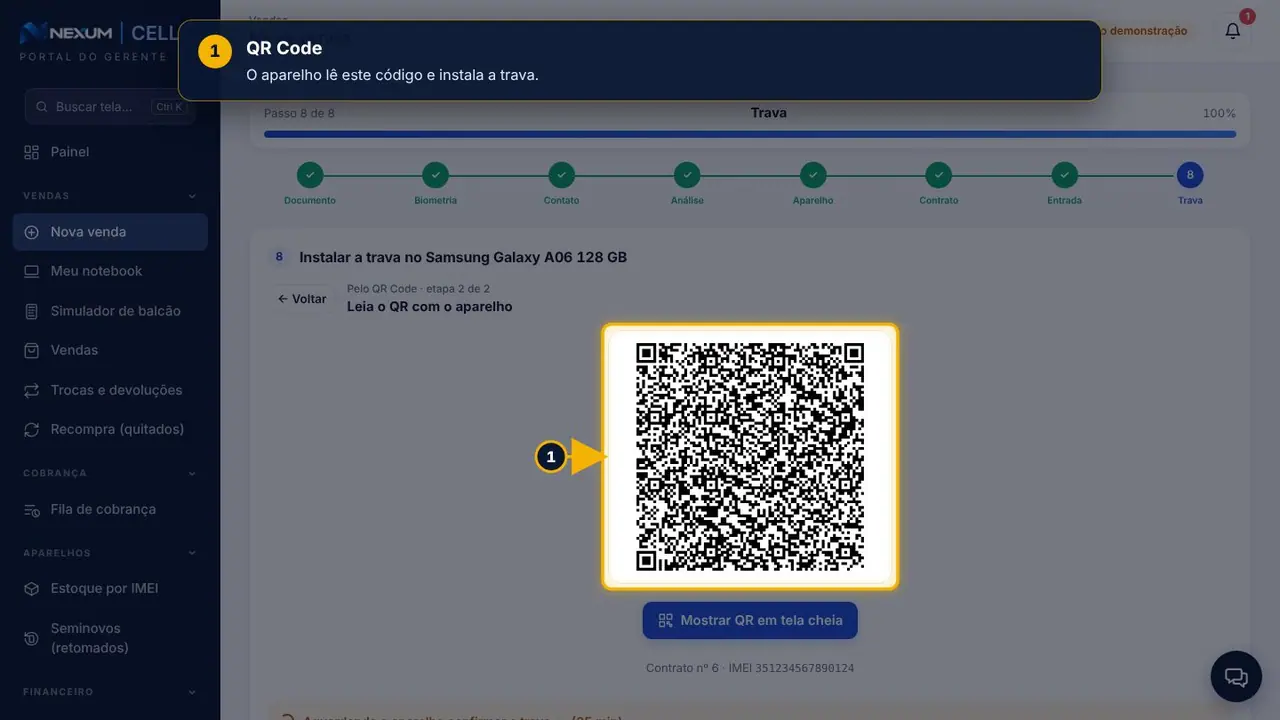 NEXUM | CELL
PORTAL DO GERENTE
Buscar tela... Ctrl K
Painel
VENDAS
Nova venda
Meu notebook
Simulador de balcão
Vendas
Trocas e devoluções
Recompra (quitados)
COBRANÇA
Fila de cobrança
APARELHOS
Estoque por IMEI
Seminovos
(retomados)
FINANCEIRO
1
QR Code
O aparelho lê este código e instala a trava.
demonstração
1
Passo 8 de 8
Trava
100%
8
Documento
Biometria
Contato
Análise
Aparelho
Contrato
Entrada
Trava
8 Instalar a trava no Samsung Galaxy A06 128 GB
← Voltar
Pelo QR Code · etapa 2 de 2
Leia o QR com o aparelho
1
Mostrar QR em tela cheia
Contrato nº 6 · IMEI 351234567890124